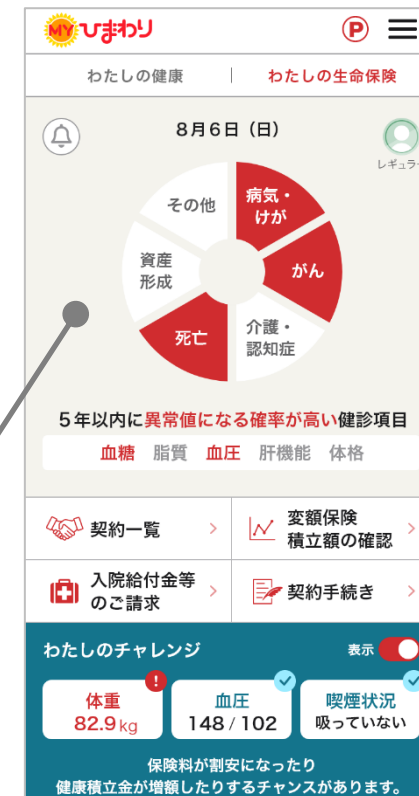 MY ひまわり
P
わたしの健康
わたしの生命保険
8月6日（日）
レギュラー
その他
病気・
けが
資産
形成
がん
死亡
介護・
認知症
5年以内に異常値になる確率が高い健診項目
血糖 脂質 血圧 肝機能 体格
契約一覧
変額保険
積立額の確認
入院給付金等
のご請求
契約手続き
わたしのチャレンジ
表示
!
体重
82.9kg
血圧
148 / 102
喫煙状況
吸っていない
保険料が割安になったり
健康積立金が増額したりするチャンスがあります。